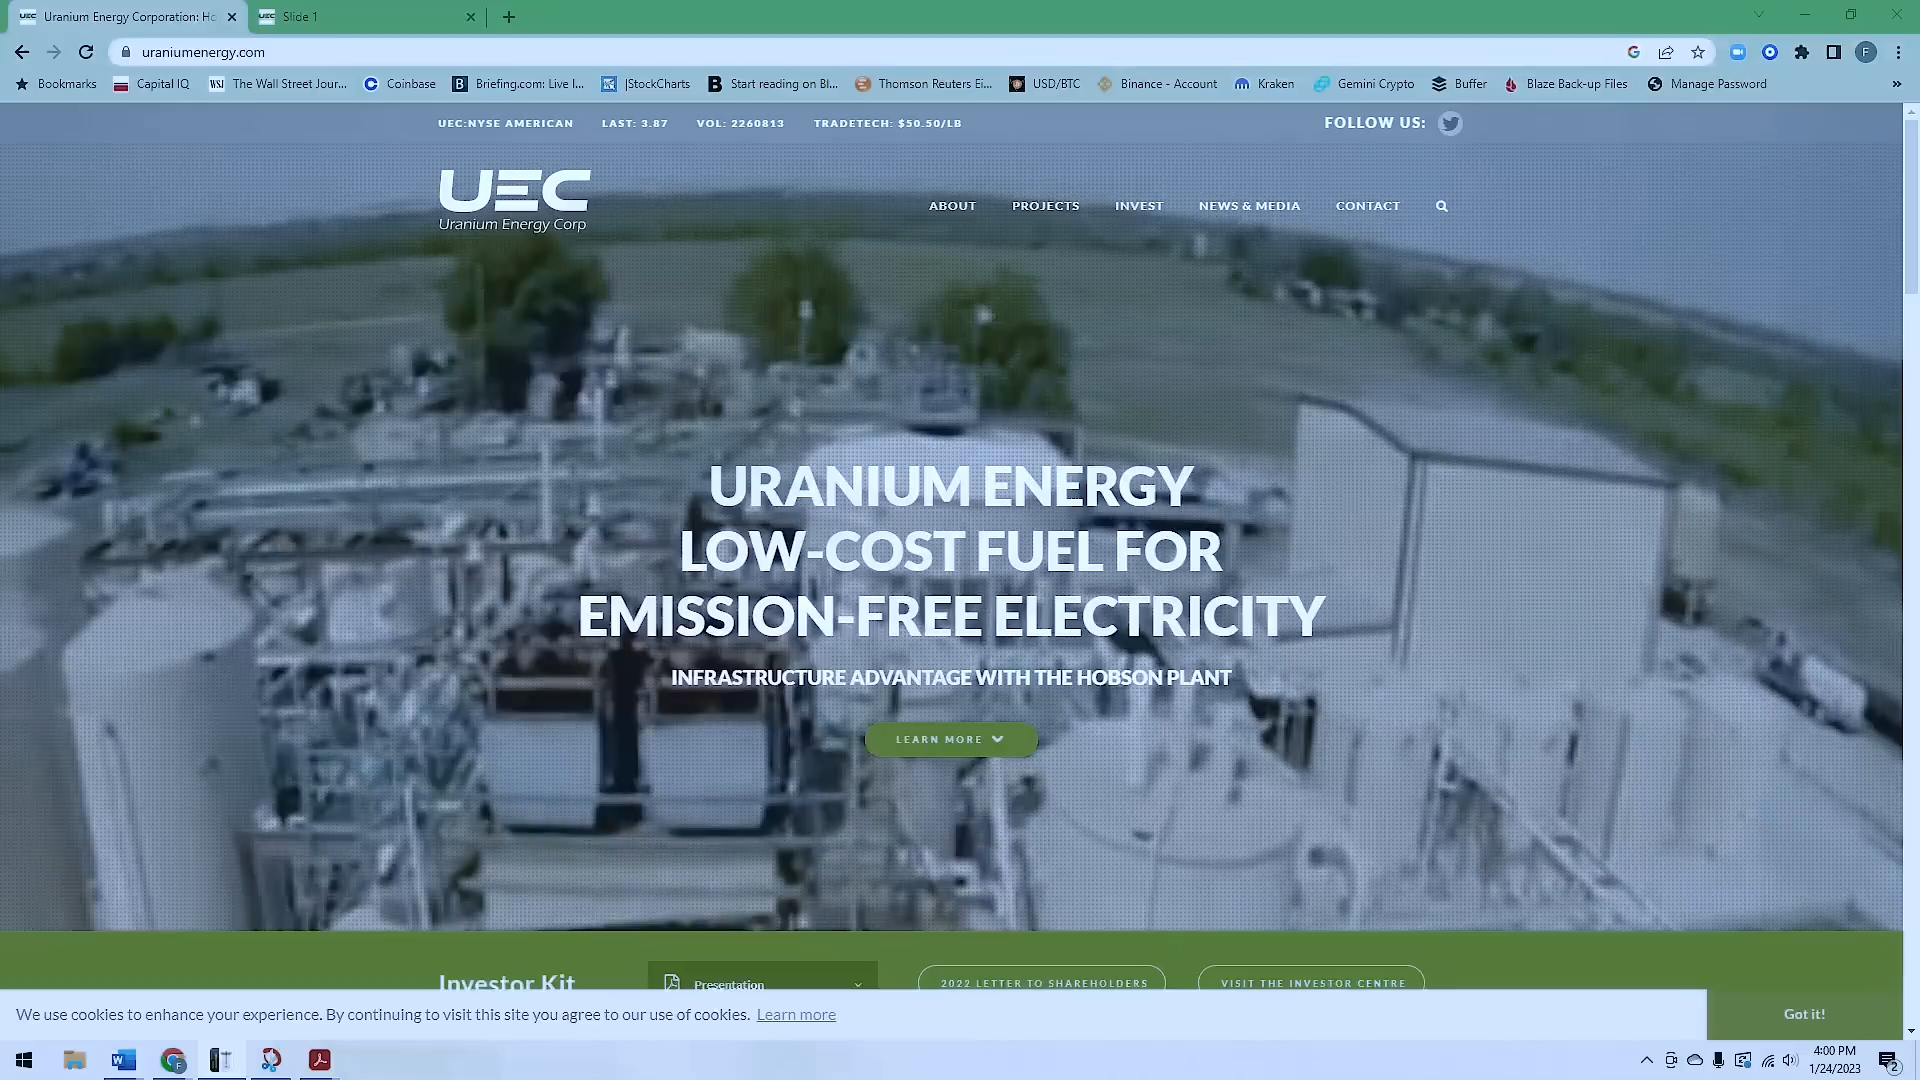 UEC Uranium Energy Corporation: Ho
UEC Slide 1
uraniumenergy.com
Bookmarks Capital IQ WSJ The Wall Street Jour... Coinbase Briefing.com: Live I... |StockCharts Start reading on Bl... Thomson Reuters Ei... USD/BTC Binance - Account Kraken Gemini Crypto Buffer Blaze Back-up Files Manage Password »
UEC:NYSE AMERICAN LAST: 3.87 VOL: 2260813 TRADETECH: $50.50/LB FOLLOW US:
UEC
Uranium Energy Corp
ABOUT PROJECTS INVEST NEWS & MEDIA CONTACT
URANIUM ENERGY
LOW-COST FUEL FOR
EMISSION-FREE ELECTRICITY
INFRASTRUCTURE ADVANTAGE WITH THE HOBSON PLANT
LEARN MORE
Investor Kit Presentation 2022 LETTER TO SHAREHOLDERS VISIT THE INVESTOR CENTRE
We use cookies to enhance your experience. By continuing to visit this site you agree to our use of cookies. Learn more Got it!
4:00 PM
1/24/2023
2